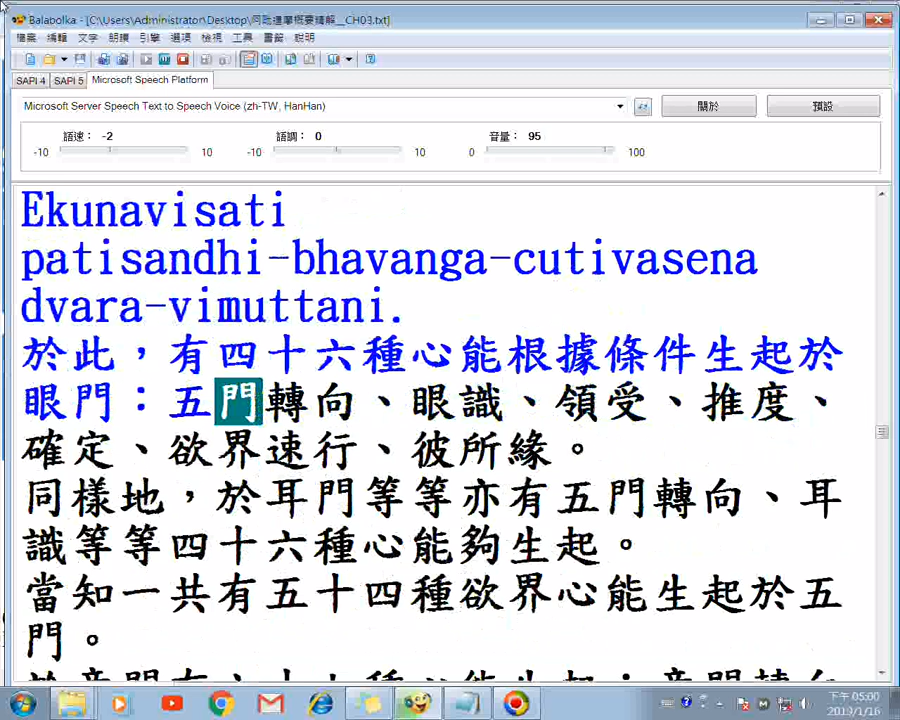 Balabolka - [C:\Users\Administrator\Desktop\阿毗達摩概要精解__CH03.txt]
檔案 編輯 文字 朗讀 引擎 選項 檢視 工具 書籤 說明
SAPI 4 SAPI 5 Microsoft Speech Platform
Microsoft Server Speech Text to Speech Voice (zh-TW, HanHan) 關於 預設
語速： -2 語調： 0 音量： 95
-10 10 -10 10 0 100
Ekunavisati
patisandhi-bhavanga-cutivasena
dvara-vimuttani.
於此，有四十六種心能根據條件生起於
眼門：五門轉向、眼識、領受、推度、
確定、欲界速行、彼所緣。
同樣地，於耳門等等亦有五門轉向、耳
識等等四十六種心能夠生起。
當知一共有五十四種欲界心能生起於五
門。
下午 05:00
2019/1/16